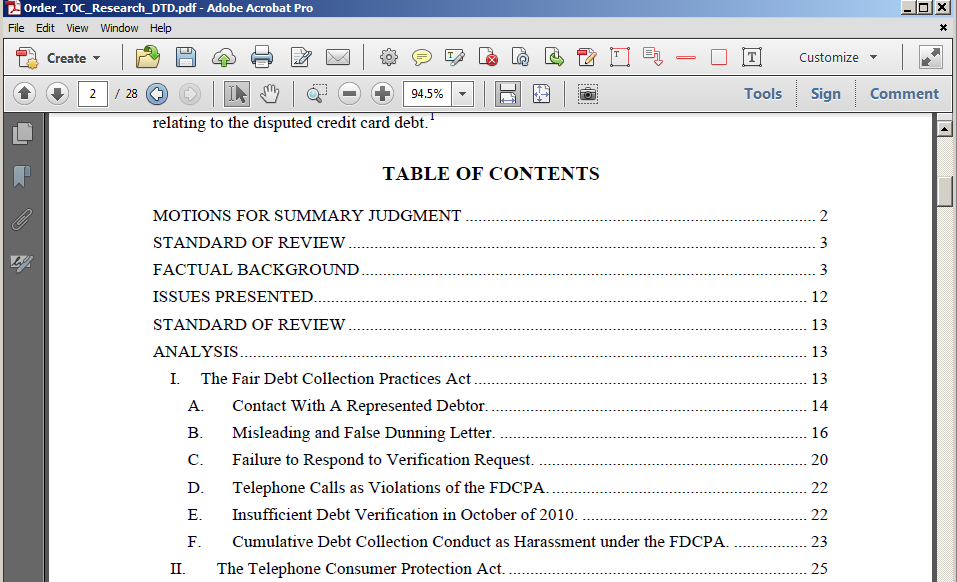 Order_TOC_Research_DTD.pdf - Adobe Acrobat Pro
File Edit View Window Help
Create Customize
2 / 28 94.5% Tools Sign Comment
relating to the disputed credit card debt.1
TABLE OF CONTENTS
MOTIONS FOR SUMMARY JUDGMENT ........ 2
STANDARD OF REVIEW ........ 3
FACTUAL BACKGROUND ........ 3
ISSUES PRESENTED ........ 12
STANDARD OF REVIEW ........ 13
ANALYSIS ........ 13
I. The Fair Debt Collection Practices Act ........ 13
A. Contact With A Represented Debtor. ........ 14
B. Misleading and False Dunning Letter. ........ 16
C. Failure to Respond to Verification Request. ........ 20
D. Telephone Calls as Violations of the FDCPA. ........ 22
E. Insufficient Debt Verification in October of 2010. ........ 22
F. Cumulative Debt Collection Conduct as Harassment under the FDCPA. ........ 23
II. The Telephone Consumer Protection Act. ........ 25